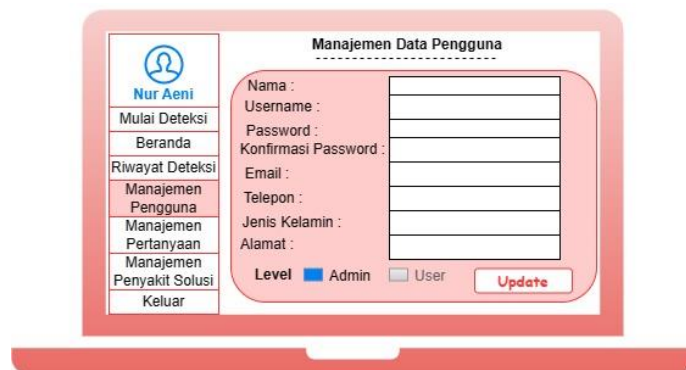 Manajemen Data Pengguna
Nur Aeni
Mulai Deteksi
Beranda
Riwayat Deteksi
Manajemen
Pengguna
Manajemen
Pertanyaan
Manajemen
Penyakit Solusi
Keluar
Nama :
Username :
Password :
Konfirmasi Password :
Email :
Telepon :
Jenis Kelamin :
Alamat :
Level Admin User
Update